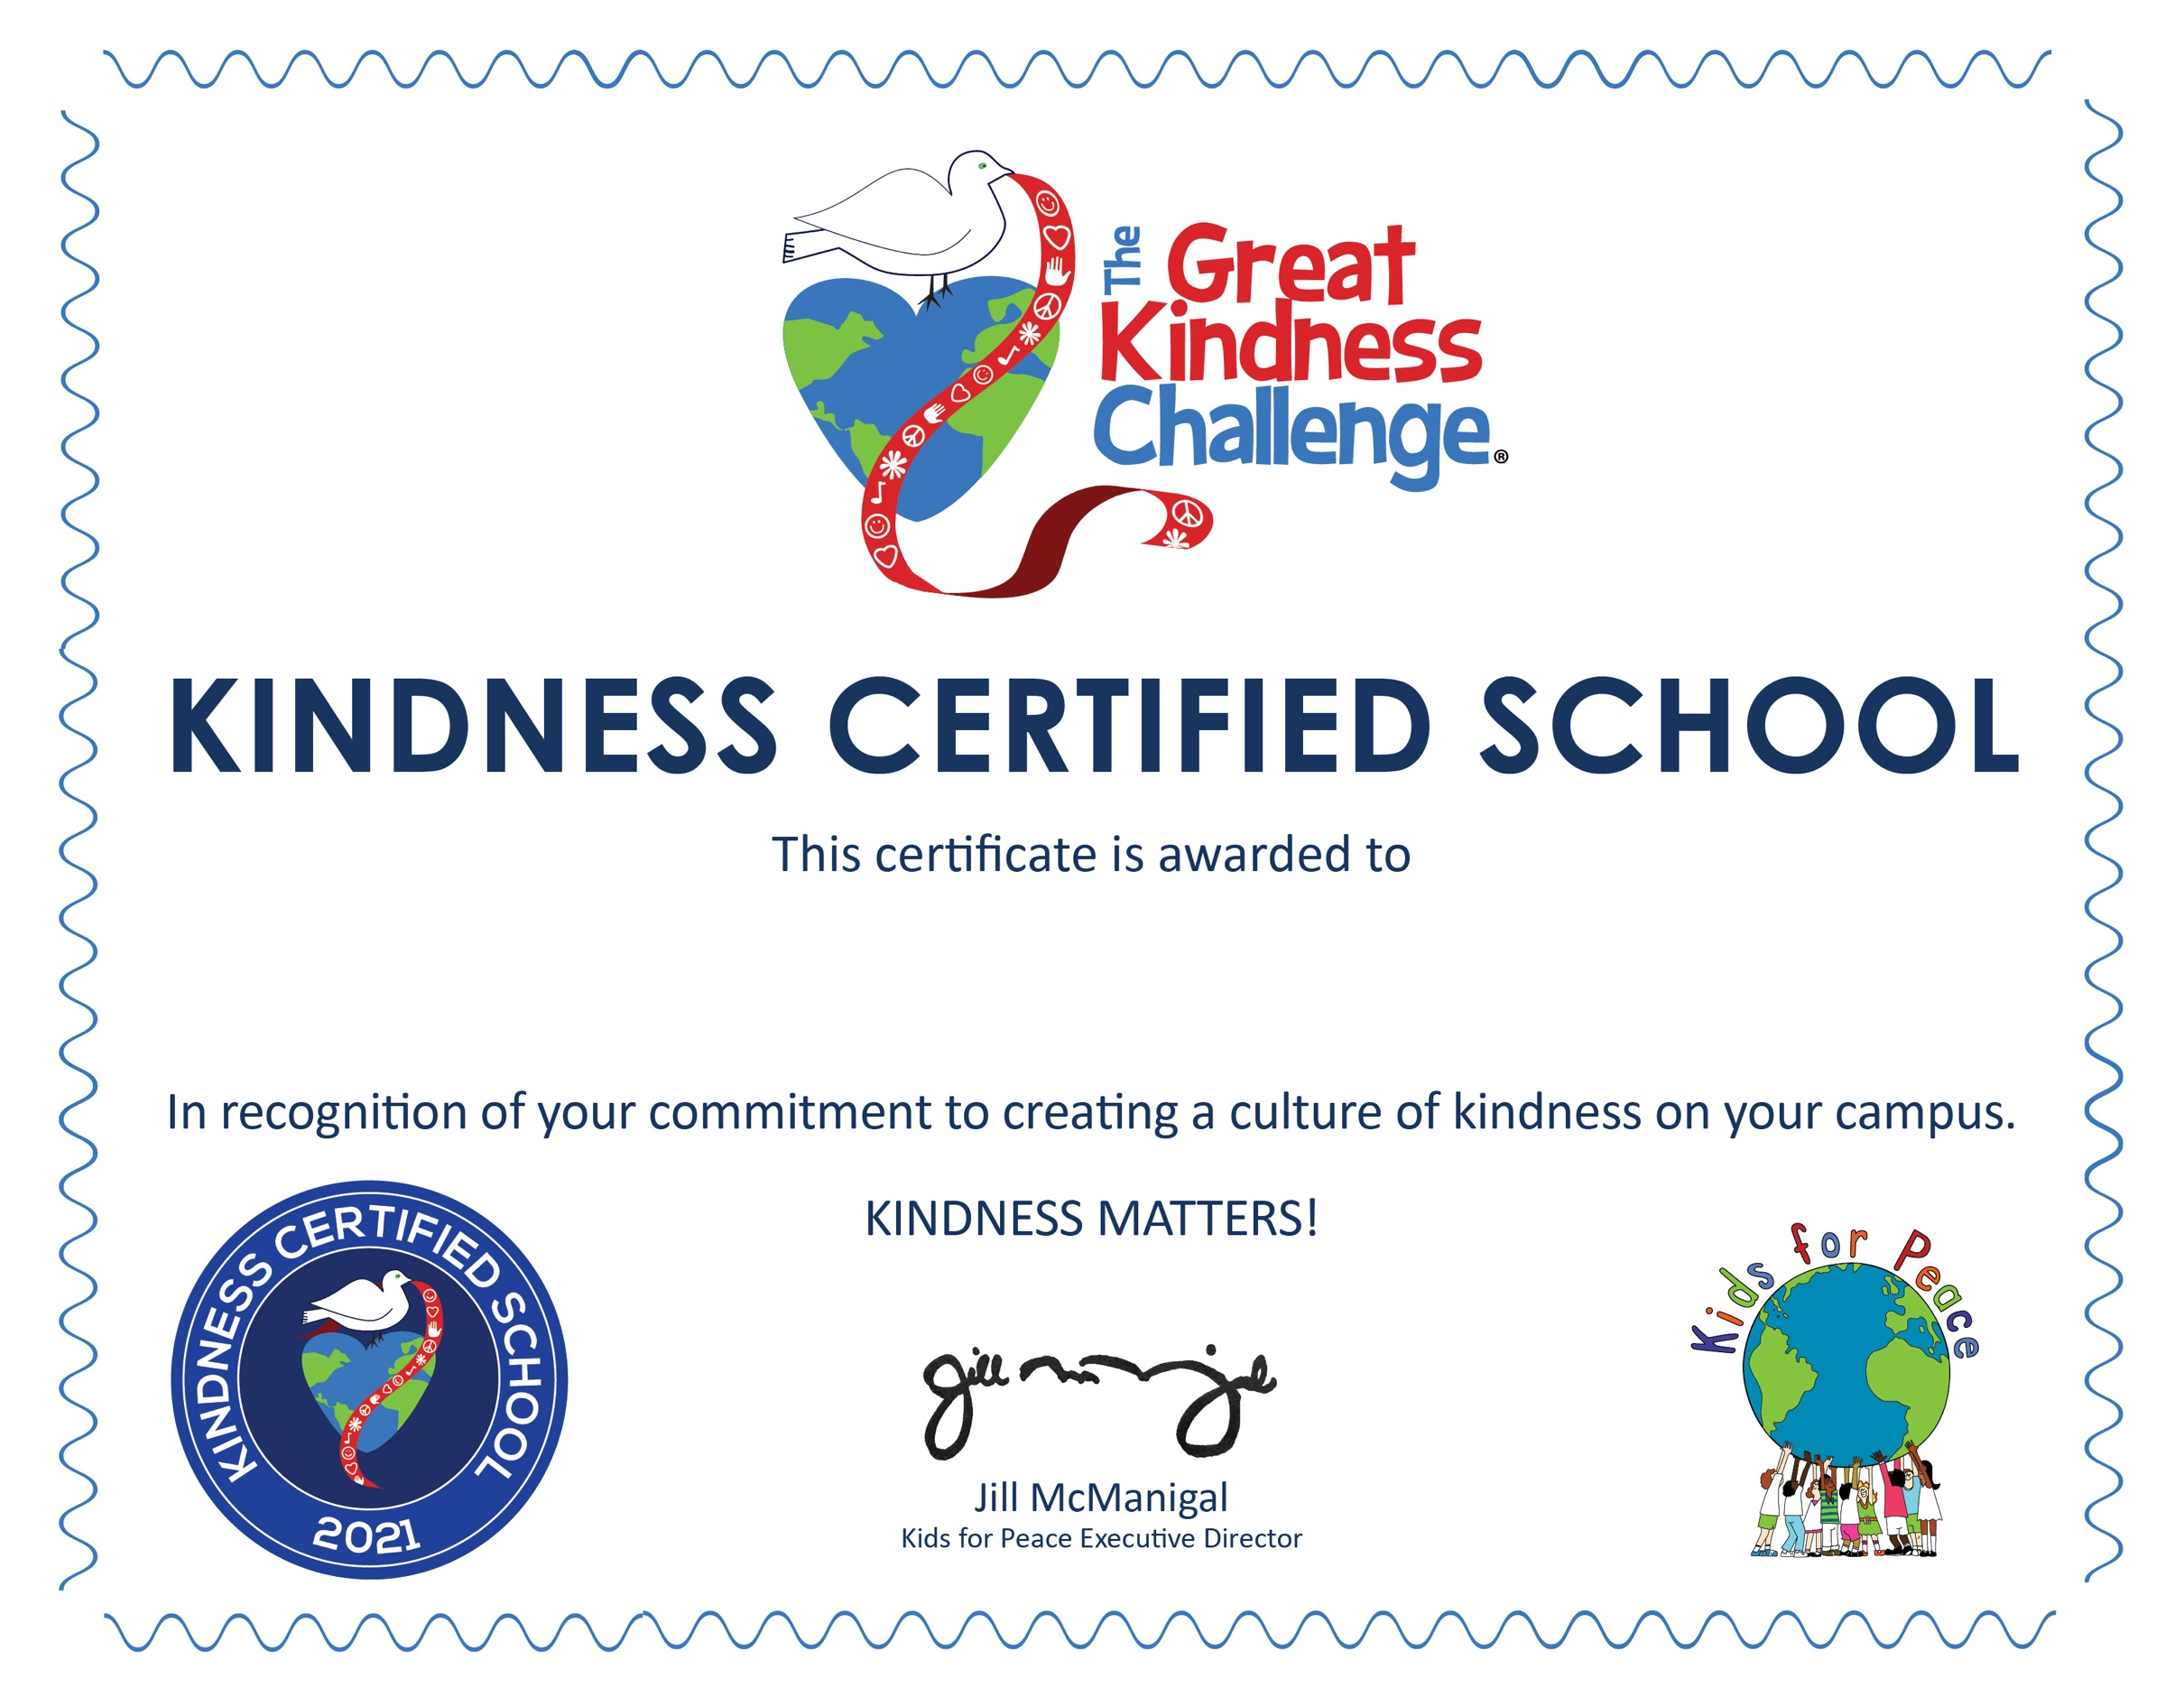 The Great
Kindness
Challenge®
KINDNESS CERTIFIED SCHOOL
This certificate is awarded to
In recognition of your commitment to creating a culture of kindness on your campus.
KINDNESS MATTERS!
KINDNESS CERTIFIED SCHOOL
2021
Kids for Peace
Jill McManigal
Kids for Peace Executive Director